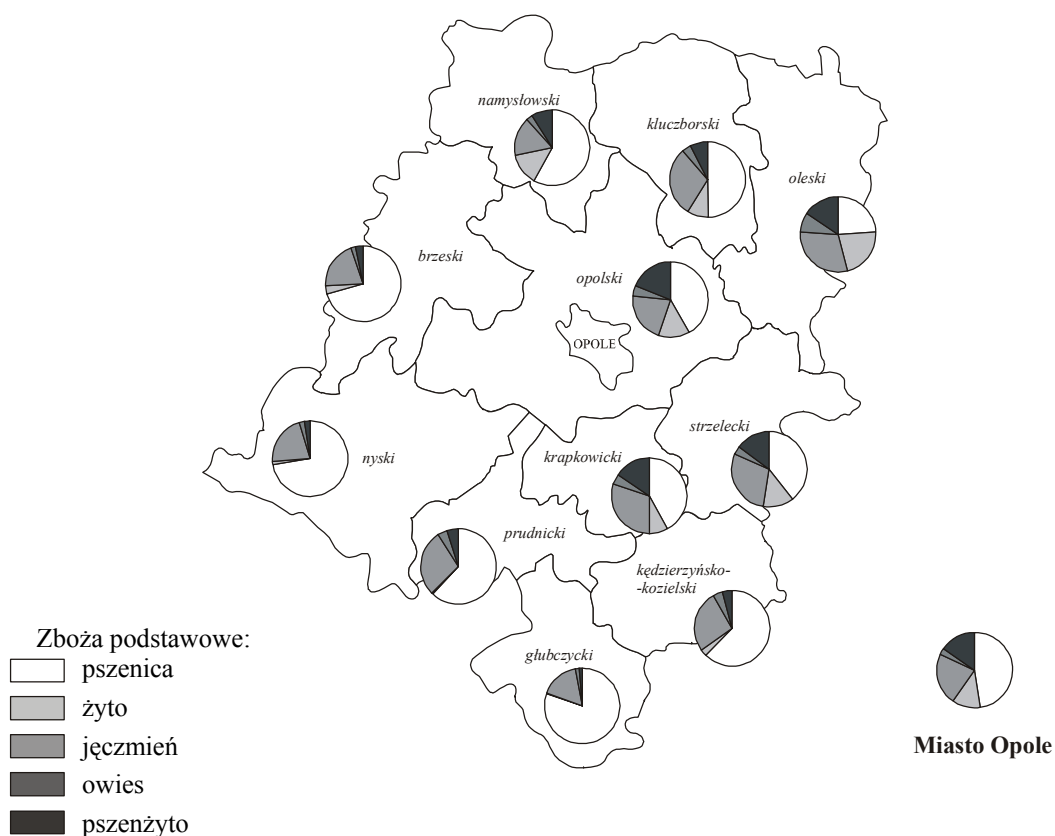 namysłowski
kluczborski
oleski
brzeski
opolski
OPOLE
strzelecki
nyski
krapkowicki
prudnicki
kędzierzyńsko-
-kozielski
głubczycki
Zboża podstawowe:
pszenica
żyto
jęczmień
owies
pszenżyto
Miasto Opole